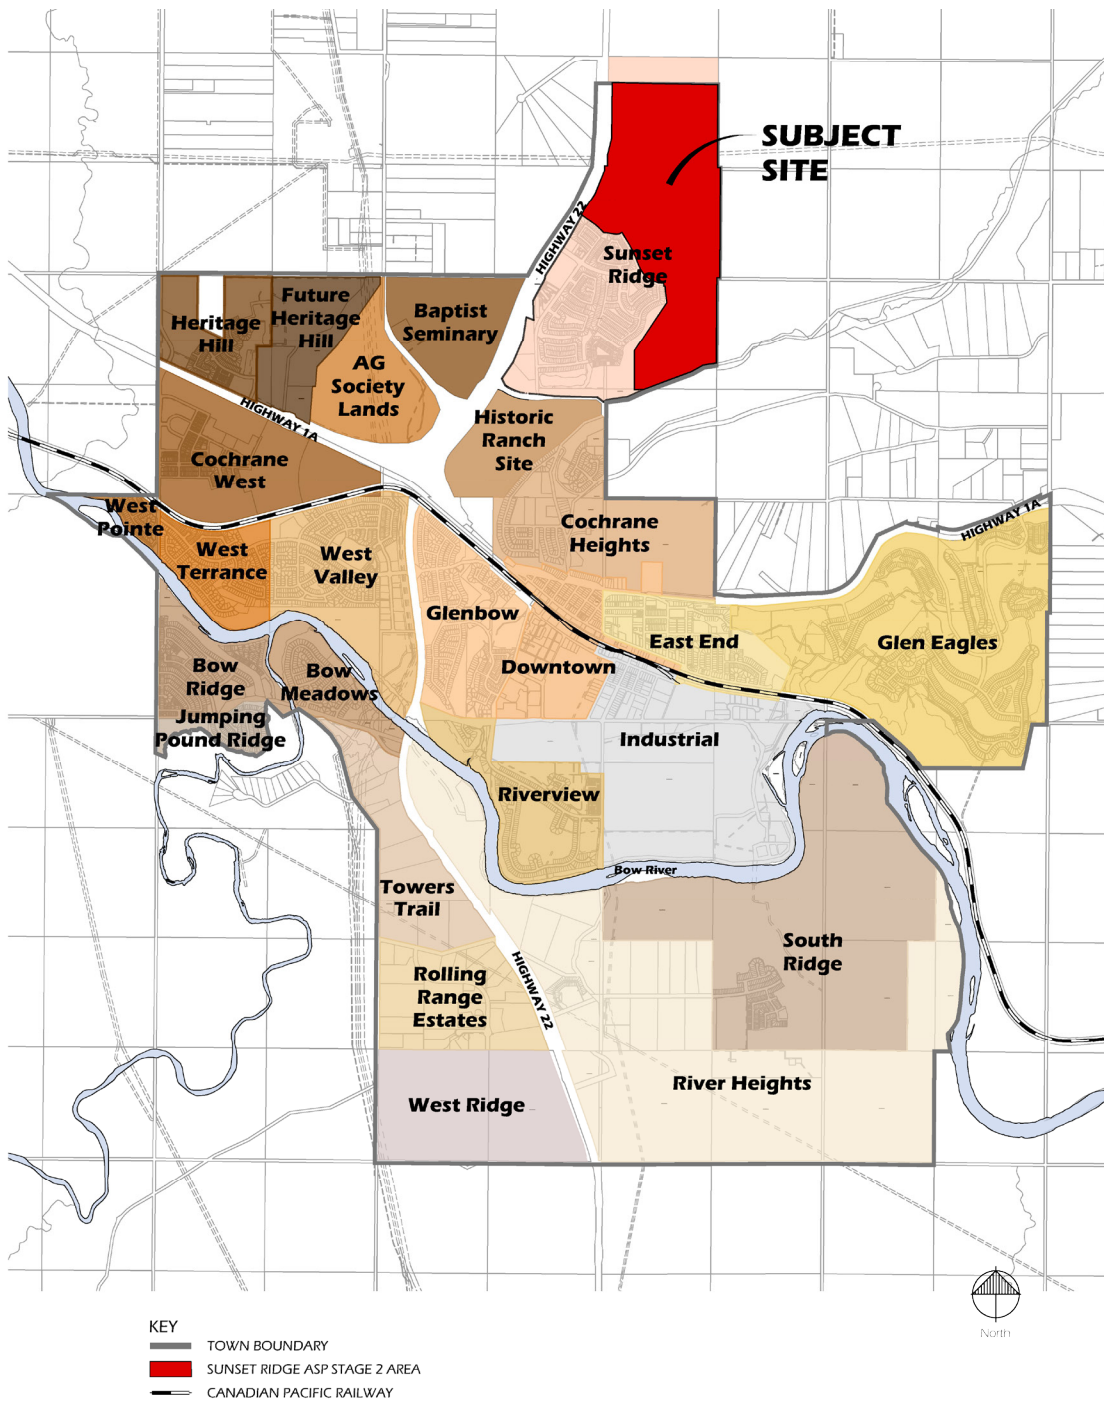 SUBJECT
SITE
HIGHWAY 22
Sunset
Ridge
Future
Heritage
Hill
Heritage
Hill
Baptist
Seminary
AG
Society
Lands
HIGHWAY 1A
Historic
Ranch
Site
Cochrane
West
West
Pointe
West
Terrance
West
Valley
Cochrane
Heights
HIGHWAY 1A
Glenbow
Downtown
East End
Glen Eagles
Bow
Ridge
Bow
Meadows
Jumping
Pound Ridge
Industrial
Riverview
Bow River
Towers
Trail
South
Ridge
Rolling
Range
Estates
HIGHWAY 22
River Heights
West Ridge
North
KEY
TOWN BOUNDARY
SUNSET RIDGE ASP STAGE 2 AREA
CANADIAN PACIFIC RAILWAY